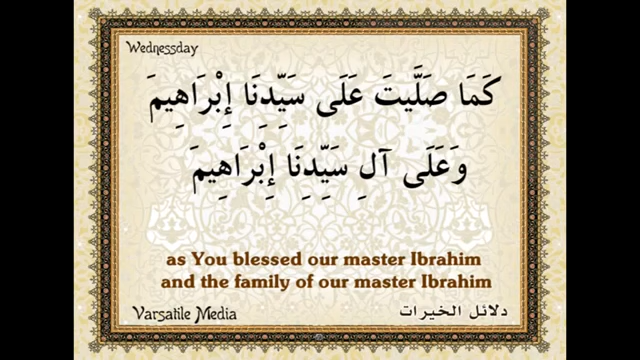 Wednessday
كَمَا صَلَّيتَ عَلَى سَيِّدِنَا إِبْرَاهِيمَ
وَعَلَى آلِ سَيِّدِنَا إِبْرَاهِيمَ
as You blessed our master Ibrahim
and the family of our master Ibrahim
Varsatile Media
دلائل الخيرات